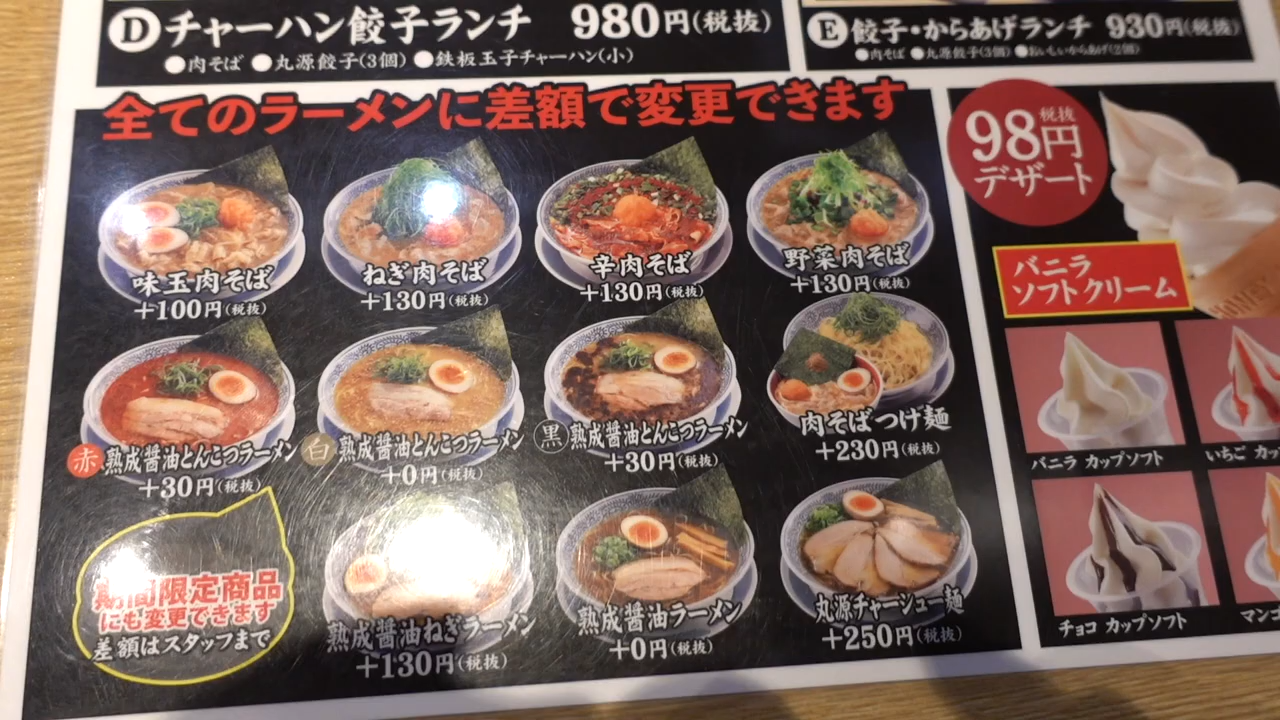 D チャーハン餃子ランチ 980円(税抜)
●肉そば ●丸源餃子(3個) ●鉄板玉子チャーハン(小)
E 餃子・からあげランチ 930円(税抜)
●肉そば ●丸源餃子(3個) ●おいしいからあげ(2個)
全てのラーメンに差額で変更できます
味玉肉そば
+100円(税抜)
ねぎ肉そば
+130円(税抜)
辛肉そば
+130円(税抜)
野菜肉そば
+130円(税抜)
赤 熟成醤油とんこつラーメン
+30円(税抜)
白 熟成醤油とんこつラーメン
+0円(税抜)
黒 熟成醤油とんこつラーメン
+30円(税抜)
肉そばつけ麺
+230円(税抜)
期間限定商品
にも変更できます
差額はスタッフまで
熟成醤油ねぎラーメン
+130円(税抜)
熟成醤油ラーメン
+0円(税抜)
丸源チャーシュー麺
+250円(税抜)
税抜
98円
デザート
バニラ
ソフトクリーム
バニラ カップソフト
いちご カッ
チョコ カップソフト
マンゴ